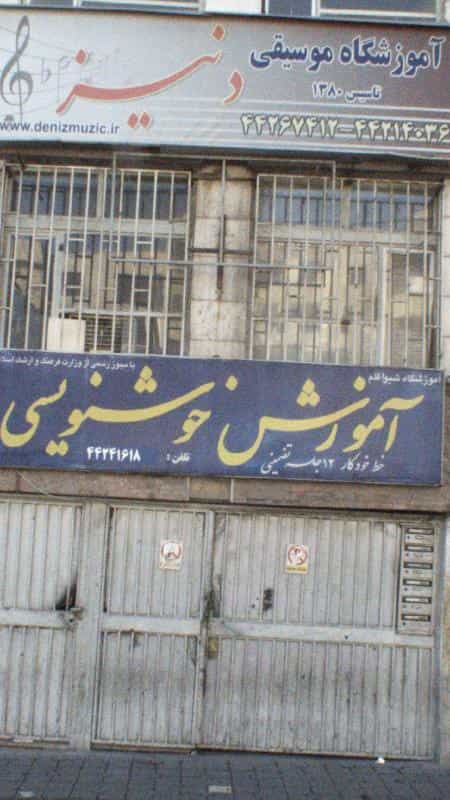 آموزشگاه موسیقی
دنیز
تاسیس ۱۳۸۰
www.denizmuzic.ir
۴۴۲۶۷۴۱۲-۴۴۲۱۴۰۳۶
آموزشگاه شیوا قلم
با مجوز رسمی از وزارت فرهنگ و ارشاد
آموزش خوشنویسی
خط خودکار ۱۲ جلسه تضمینی
تلفن : ۴۴۲۴۱۶۱۸